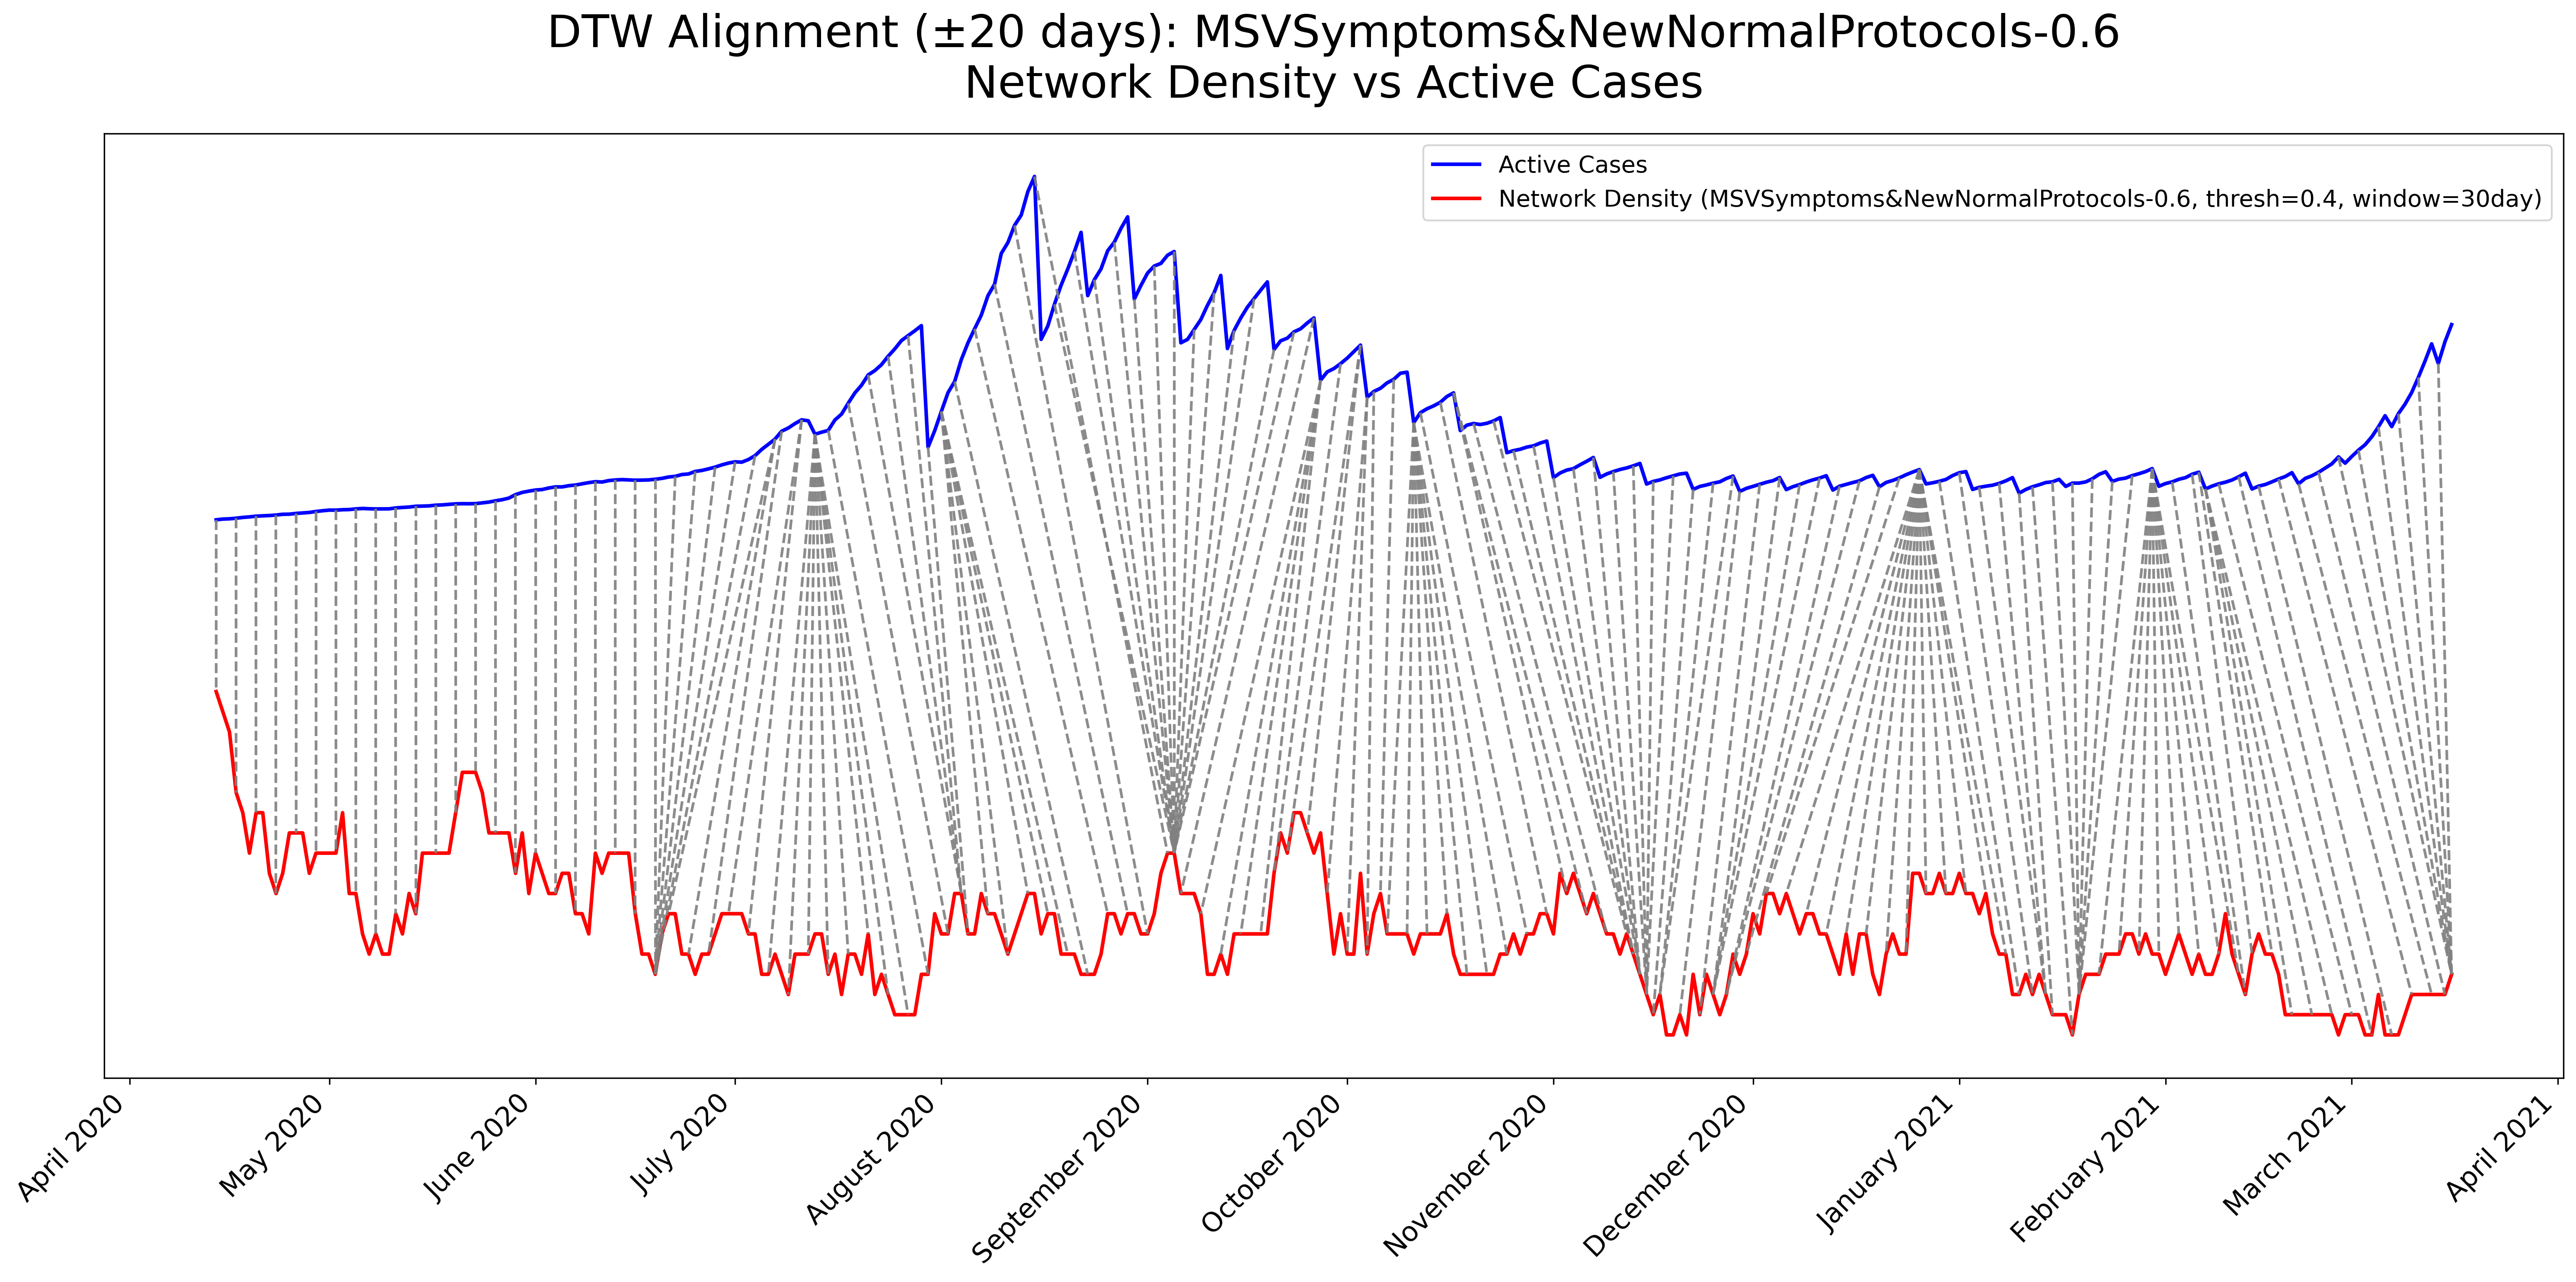 DTW Alignment (±20 days): MSVSymptoms&NewNormalProtocols-0.6
Network Density vs Active Cases
Active Cases
Network Density (MSVSymptoms&NewNormalProtocols-0.6, thresh=0.4, window=30day)
April 2020
May 2020
June 2020
July 2020
August 2020
September 2020
October 2020
November 2020
December 2020
January 2021
February 2021
March 2021
April 2021